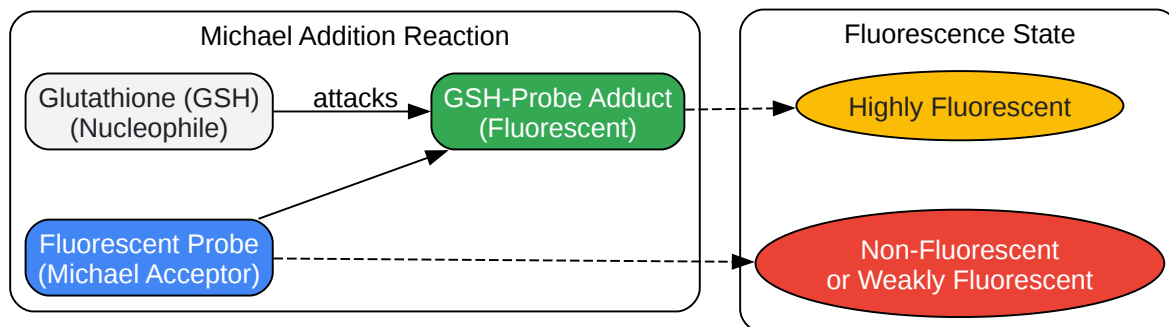 Michael Addition Reaction
Glutathione (GSH)
(Nucleophile)
attacks
GSH-Probe Adduct
(Fluorescent)
Fluorescent Probe
(Michael Acceptor)
Fluorescence State
Highly Fluorescent
Non-Fluorescent
or Weakly Fluorescent